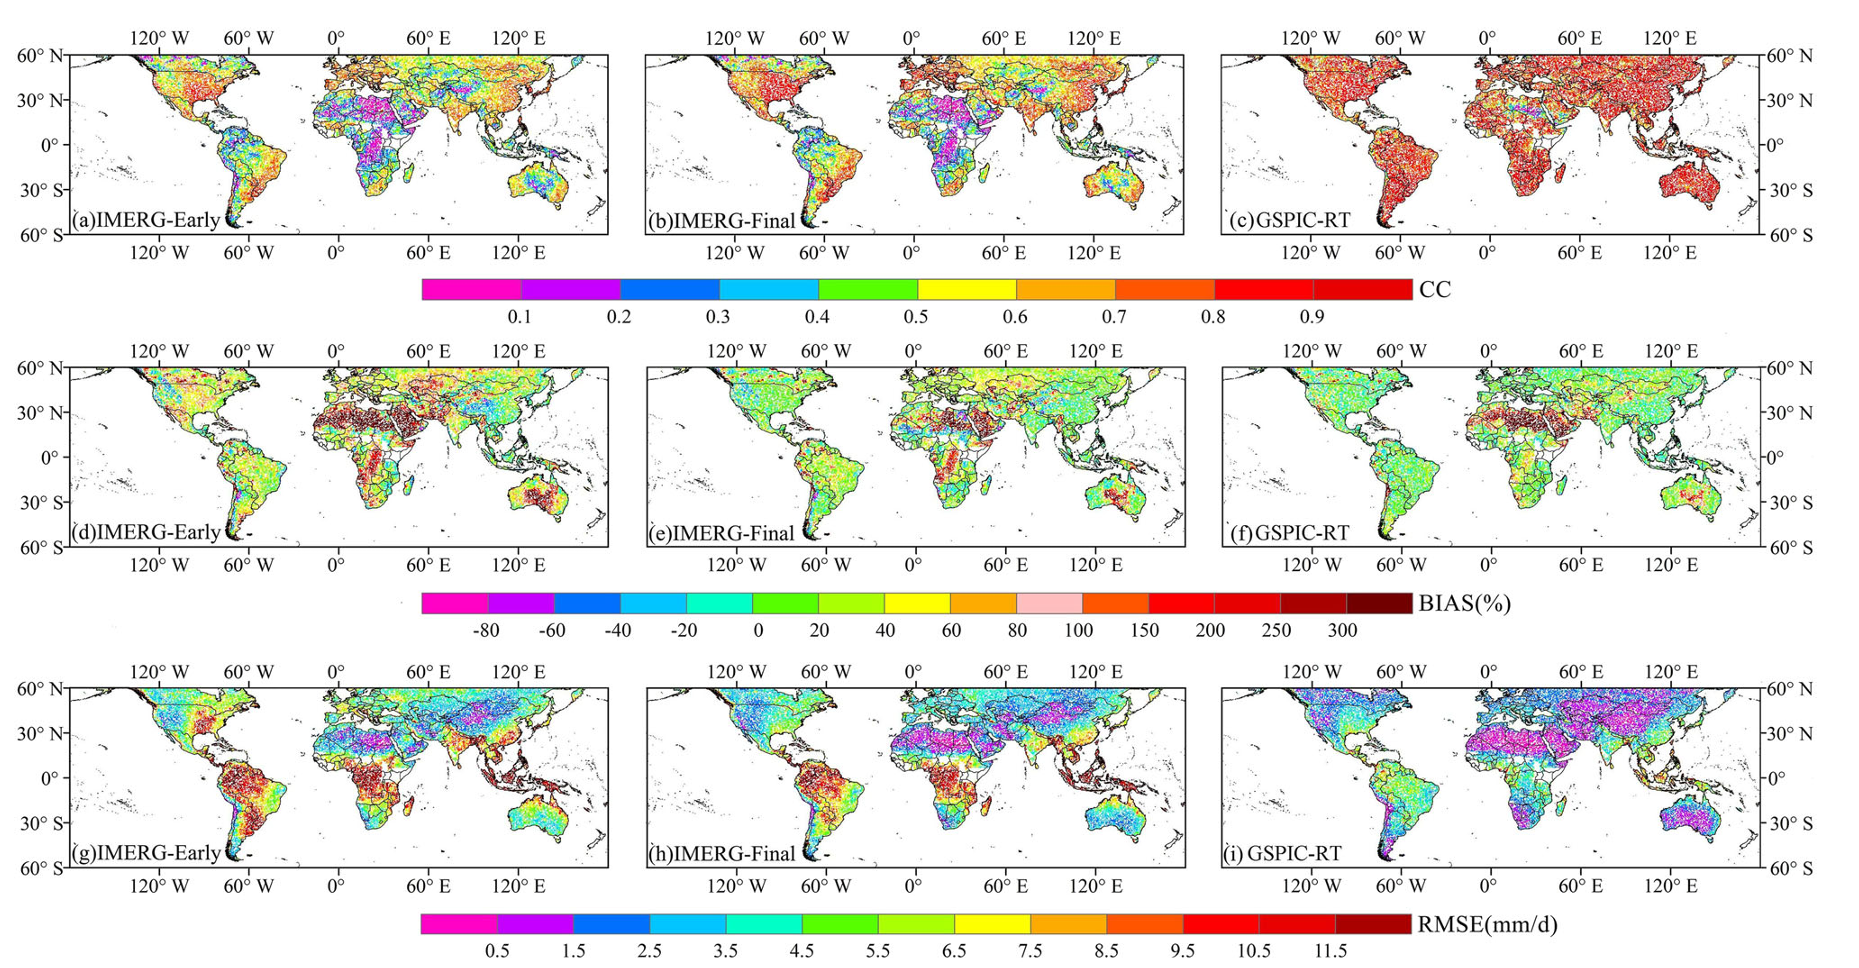 120° W 60° W 0° 60° E 120° E 120° W 60° W 0° 60° E 120° E 120° W 60° W 0° 60° E 120° E
60° N 60° N
30° N 30° N
0° 0°
30° S 30° S
(a)IMERG-Early (b)IMERG-Final (c)GSPIC-RT
60° S 60° S
120° W 60° W 0° 60° E 120° E 120° W 60° W 0° 60° E 120° E 120° W 60° W 0° 60° E 120° E
CC
0.1 0.2 0.3 0.4 0.5 0.6 0.7 0.8 0.9
120° W 60° W 0° 60° E 120° E 120° W 60° W 0° 60° E 120° E 120° W 60° W 0° 60° E 120° E
60° N 60° N
30° N 30° N
0° 0°
30° S 30° S
(d)IMERG-Early (e)IMERG-Final (f)GSPIC-RT
60° S 60° S
120° W 60° W 0° 60° E 120° E 120° W 60° W 0° 60° E 120° E 120° W 60° W 0° 60° E 120° E
BIAS(%)
-80 -60 -40 -20 0 20 40 60 80 100 150 200 250 300
120° W 60° W 0° 60° E 120° E 120° W 60° W 0° 60° E 120° E 120° W 60° W 0° 60° E 120° E
60° N 60° N
30° N 30° N
0° 0°
30° S 30° S
(g)IMERG-Early (h)IMERG-Final (i) GSPIC-RT
60° S 60° S
120° W 60° W 0° 60° E 120° E 120° W 60° W 0° 60° E 120° E 120° W 60° W 0° 60° E 120° E
RMSE(mm/d)
0.5 1.5 2.5 3.5 4.5 5.5 6.5 7.5 8.5 9.5 10.5 11.5